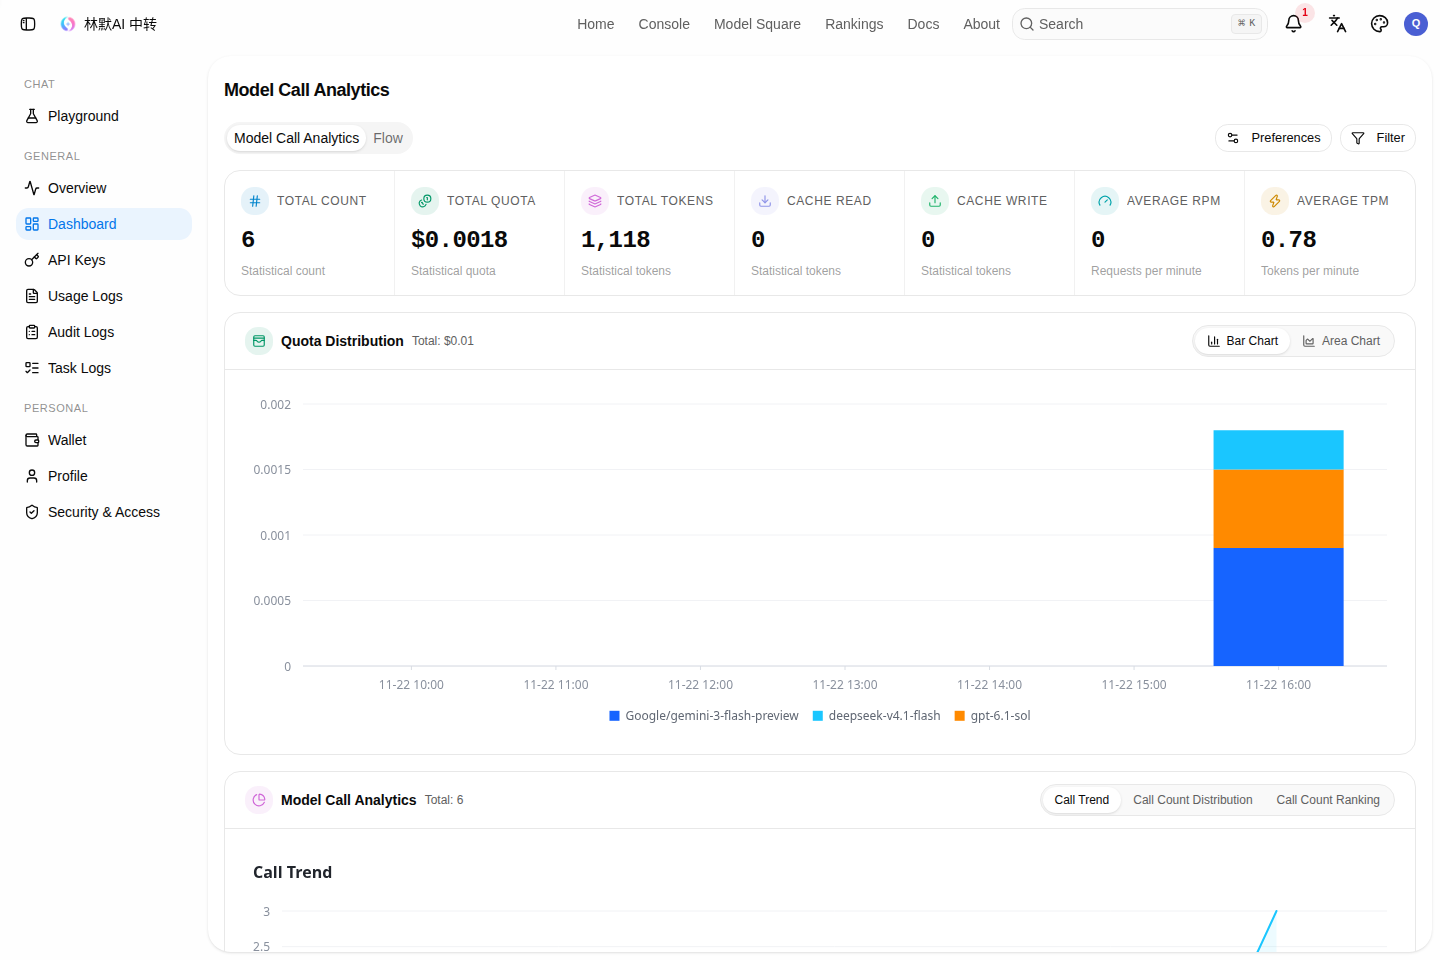 林默AI 中转
Home Console Model Square Rankings Docs About Search ⌘ K 1 Q
CHAT
Playground
GENERAL
Overview
Dashboard
API Keys
Usage Logs
Audit Logs
Task Logs
PERSONAL
Wallet
Profile
Security & Access
Model Call Analytics
Model Call Analytics Flow
Preferences Filter
TOTAL COUNT
6
Statistical count
TOTAL QUOTA
$0.0018
Statistical quota
TOTAL TOKENS
1,118
Statistical tokens
CACHE READ
0
Statistical tokens
CACHE WRITE
0
Statistical tokens
AVERAGE RPM
0
Requests per minute
AVERAGE TPM
0.78
Tokens per minute
Quota Distribution Total: $0.01
Bar Chart Area Chart
0.002
0.0015
0.001
0.0005
0
11-22 10:00 11-22 11:00 11-22 12:00 11-22 13:00 11-22 14:00 11-22 15:00 11-22 16:00
Google/gemini-3-flash-preview deepseek-v4.1-flash gpt-6.1-sol
Model Call Analytics Total: 6
Call Trend Call Count Distribution Call Count Ranking
Call Trend
3
2.5